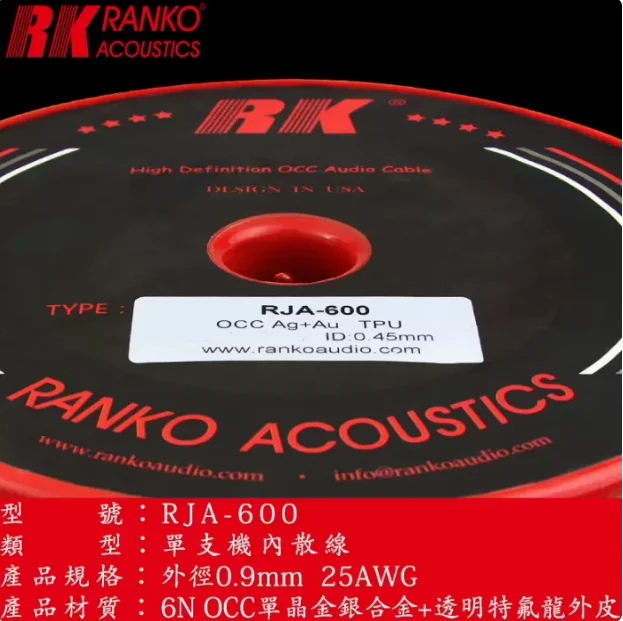 RK RANKO®
ACOUSTICS
★★★★ RK® ★★★★
High Definition OCC Audio Cable
DESIGN IN USA
TYPE : RJA-600
OCC Ag+Au TPU
ID:0.45mm
www.rankoaudio.com
RANKO ACOUSTICS
www.rankoaudio.com • info@rankoaudio.com
型號：RJA-600
類型：單支機內散線
產品規格：外徑0.9mm 25AWG
產品材質：6N OCC單晶金銀合金+透明特氟龍外皮